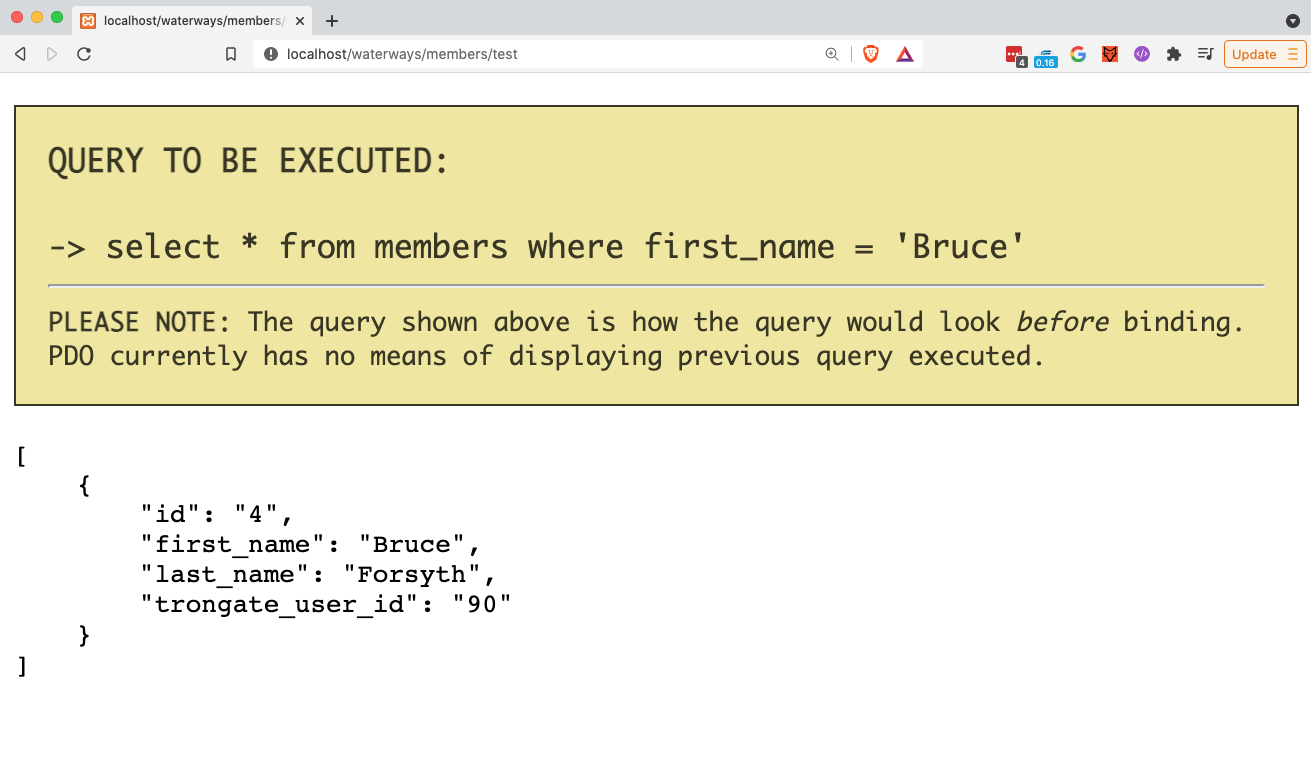 localhost/waterways/members/
localhost/waterways/members/test
4
0.16
Update
QUERY TO BE EXECUTED:
-> select * from members where first_name = 'Bruce'
PLEASE NOTE: The query shown above is how the query would look before binding.
PDO currently has no means of displaying previous query executed.
[
{
"id": "4",
"first_name": "Bruce",
"last_name": "Forsyth",
"trongate_user_id": "90"
}
]